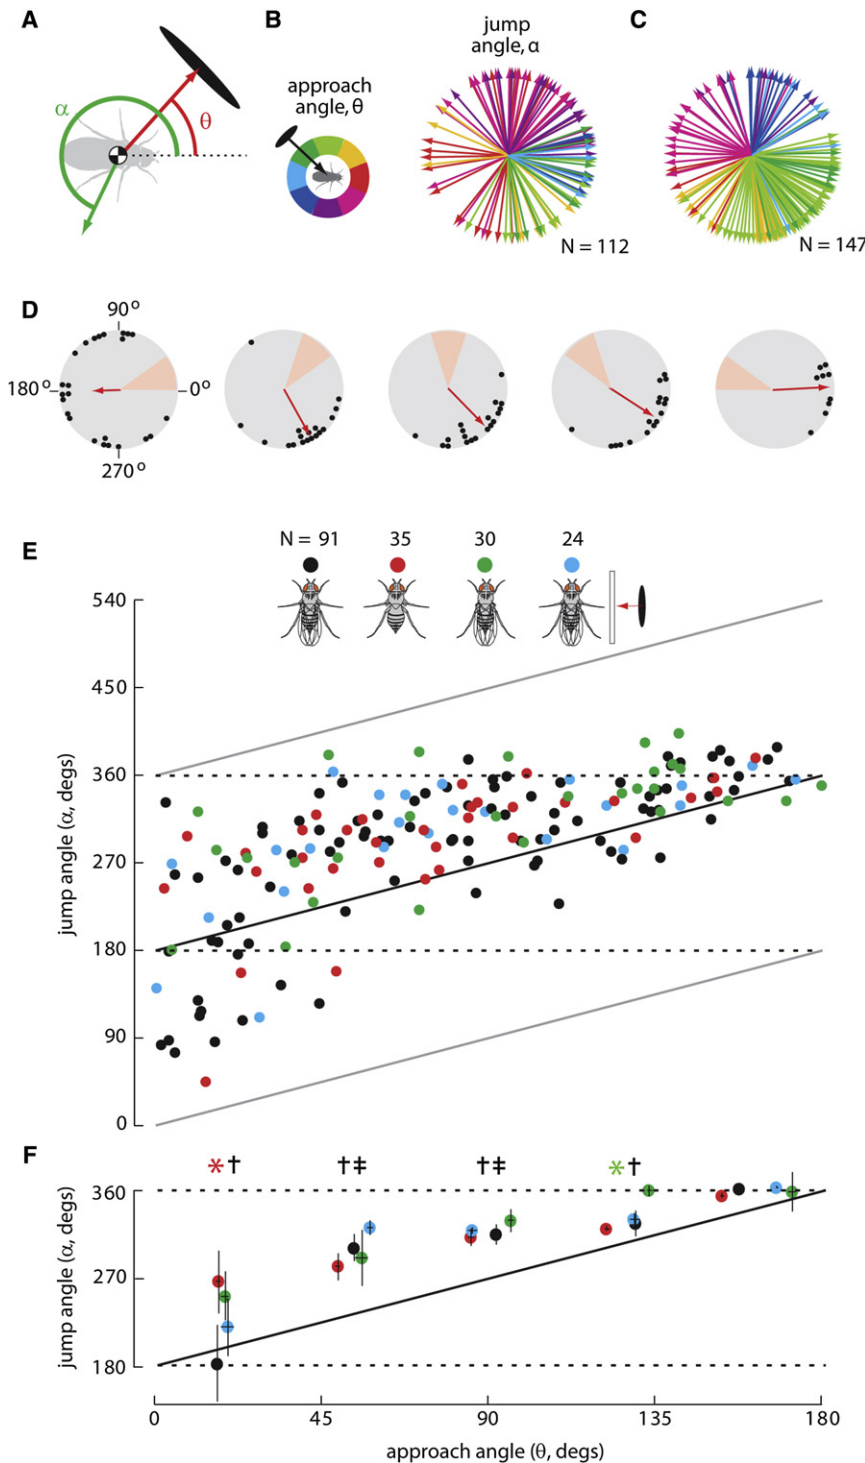 A
α
θ
B
approach
angle, θ
jump
angle, α
N = 112
C
N = 147
D
90°
180°
0°
270°
E
N = 91 35 30 24
540
450
360
270
180
90
0
jump angle (α, degs)
F
* † † ‡ † ‡ * †
360
270
180
jump angle (α, degs)
0 45 90 135 180
approach angle (θ, degs)